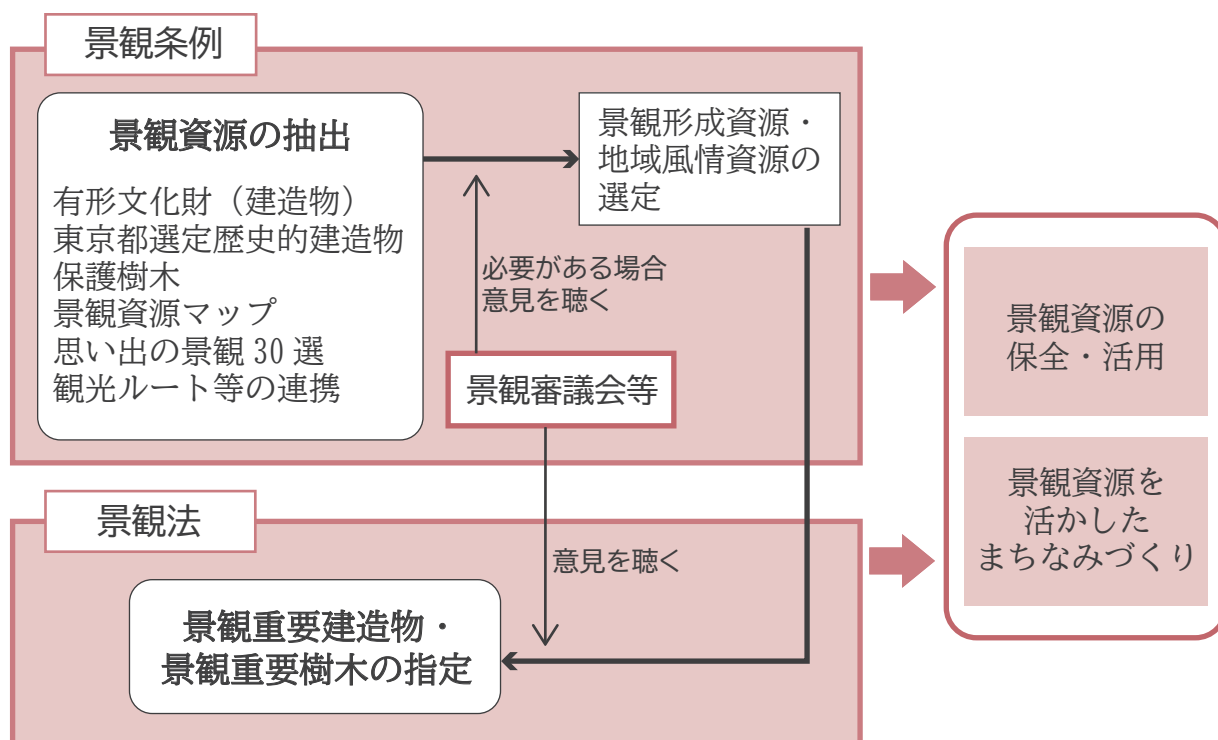 景観条例
景観資源の抽出
有形文化財（建造物）
東京都選定歴史的建造物
保護樹木
景観資源マップ
思い出の景観 30 選
観光ルート等の連携
景観形成資源・
地域風情資源の
選定
必要がある場合
意見を聴く
景観審議会等
景観法
意見を聴く
景観重要建造物・
景観重要樹木の指定
景観資源の
保全・活用
景観資源を
活かした
まちなみづくり